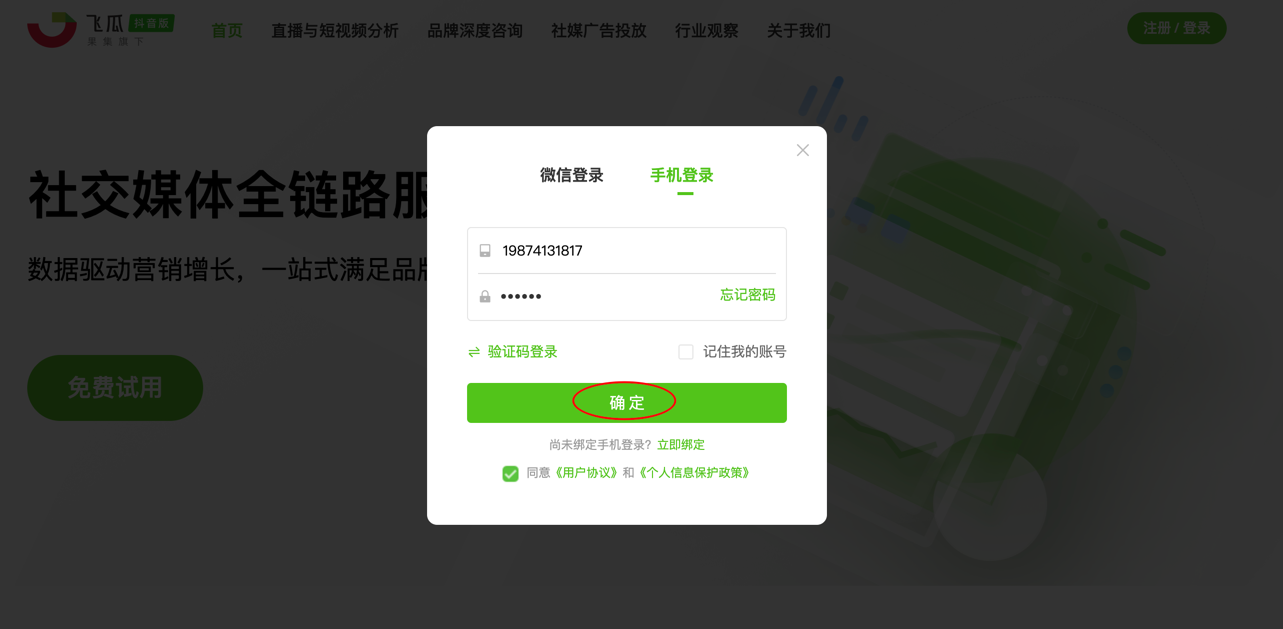 飞瓜 抖音版
果集旗下
首页 直播与短视频分析 品牌深度咨询 社媒广告投放 行业观察 关于我们 注册 / 登录
社交媒体全链路服
数据驱动营销增长，一站式满足品牌
免费试用
微信登录 手机登录
19874131817
•••••• 忘记密码
⇌ 验证码登录 记住我的账号
确 定
尚未绑定手机登录？立即绑定
同意《用户协议》和《个人信息保护政策》